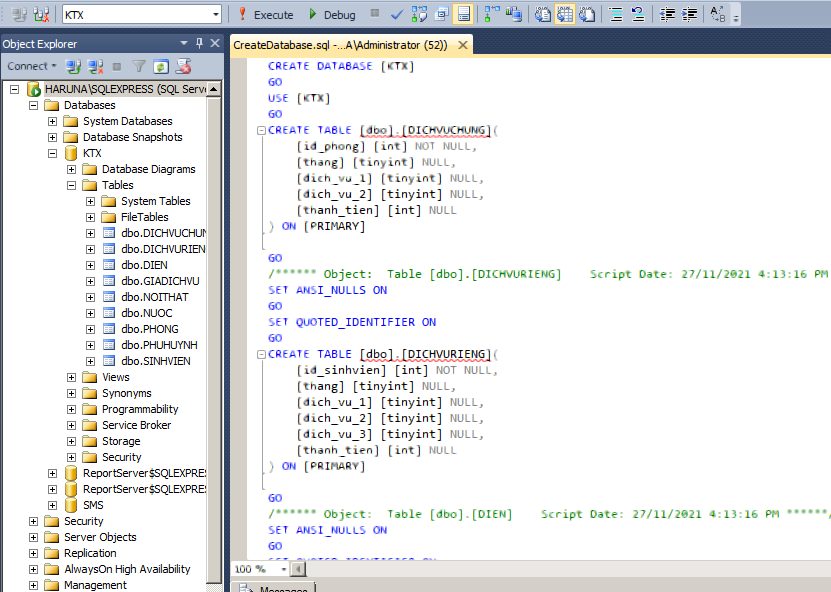 KTX
Execute
Debug
Object Explorer
Connect
HARUNA\SQLEXPRESS (SQL Serve
Databases
System Databases
Database Snapshots
KTX
Database Diagrams
Tables
System Tables
FileTables
dbo.DICHVUCHUN
dbo.DICHVURIEN
dbo.DIEN
dbo.GIADICHVU
dbo.NOITHAT
dbo.NUOC
dbo.PHONG
dbo.PHUHUYNH
dbo.SINHVIEN
Views
Synonyms
Programmability
Service Broker
Storage
Security
ReportServer$SQLEXPRES
ReportServer$SQLEXPRES
SMS
Security
Server Objects
Replication
AlwaysOn High Availability
Management
CreateDatabase.sql -...A\Administrator (52))
CREATE DATABASE [KTX]
GO
USE [KTX]
GO
CREATE TABLE [dbo].[DICHVUCHUNG](
[id_phong] [int] NOT NULL,
[thang] [tinyint] NULL,
[dich_vu_1] [tinyint] NULL,
[dich_vu_2] [tinyint] NULL,
[thanh_tien] [int] NULL
) ON [PRIMARY]
GO
/****** Object:  Table [dbo].[DICHVURIENG]    Script Date: 27/11/2021 4:13:16 PM
SET ANSI_NULLS ON
GO
SET QUOTED_IDENTIFIER ON
GO
CREATE TABLE [dbo].[DICHVURIENG](
[id_sinhvien] [int] NOT NULL,
[thang] [tinyint] NULL,
[dich_vu_1] [tinyint] NULL,
[dich_vu_2] [tinyint] NULL,
[dich_vu_3] [tinyint] NULL,
[thanh_tien] [int] NULL
) ON [PRIMARY]
GO
/****** Object:  Table [dbo].[DIEN]    Script Date: 27/11/2021 4:13:16 PM ******/
SET ANSI_NULLS ON
GO
SET QUOTED_IDENTIFIER ON
100 %
Messages